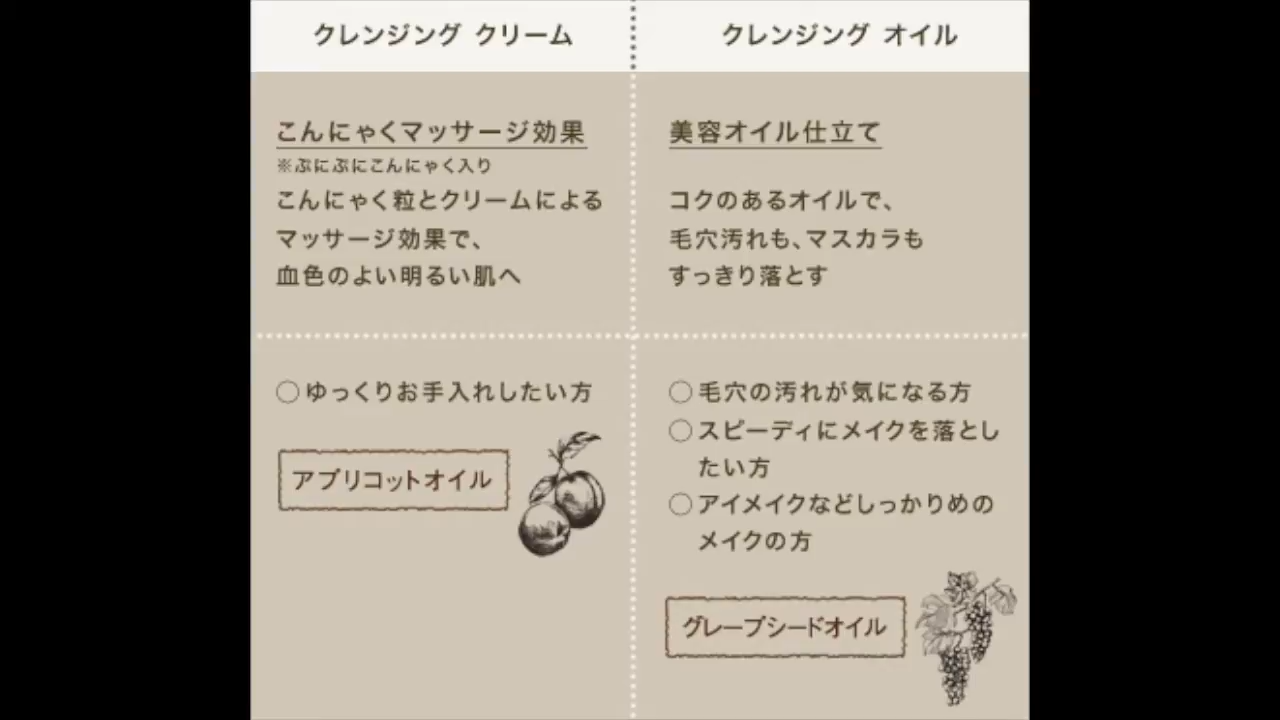 クレンジング クリーム
こんにゃくマッサージ効果
※ぷにぷにこんにゃく入り
こんにゃく粒とクリームによる
マッサージ効果で、
血色のよい明るい肌へ
○ゆっくりお手入れしたい方
アプリコットオイル
クレンジング オイル
美容オイル仕立て
コクのあるオイルで、
毛穴汚れも、マスカラも
すっきり落とす
○毛穴の汚れが気になる方
○スピーディにメイクを落とし
たい方
○アイメイクなどしっかりめの
メイクの方
グレープシードオイル